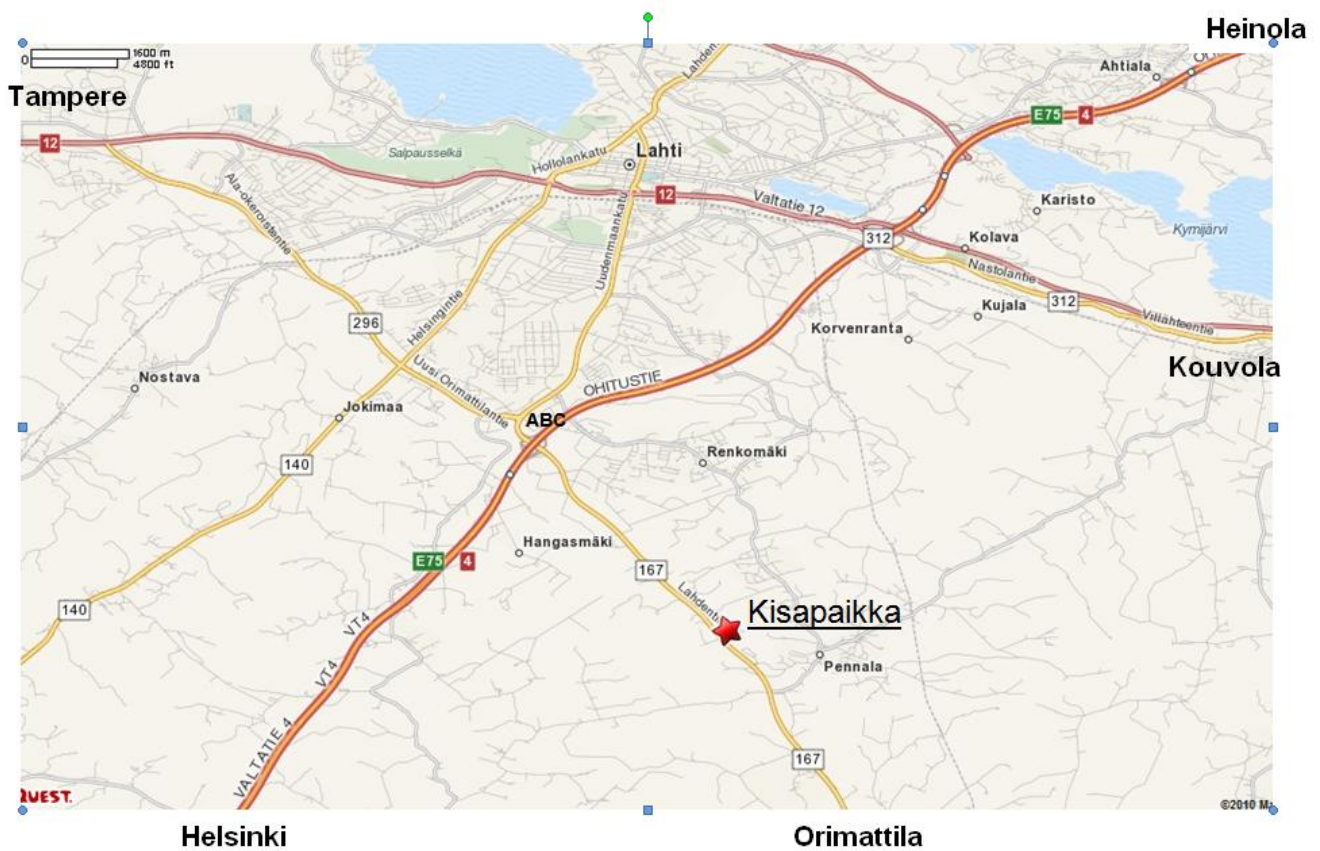 Heinola
0
1600 m
4800 ft
Tampere
Lahden
Ahtiala
E75 4
12
Salpausselkä
Hollolankatu
Lahti
12
Valtatie 12
Karisto
Kymijärvi
Ala-okeroistentie
Uudenmaankatu
312
Kolava
Nastolantie
312
Kujala
Villähteentie
296
Helsingintie
Korvenranta
Kouvola
Nostava
Uusi Orimattilantie
OHITUSTIE
Jokimaa
ABC
Renkomäki
140
Hangasmäki
E75 4
167
140
Kisapaikka
VT4
Pennala
VT4
VALTATIE 4
167
QUEST.
©2010
Helsinki
Orimattila